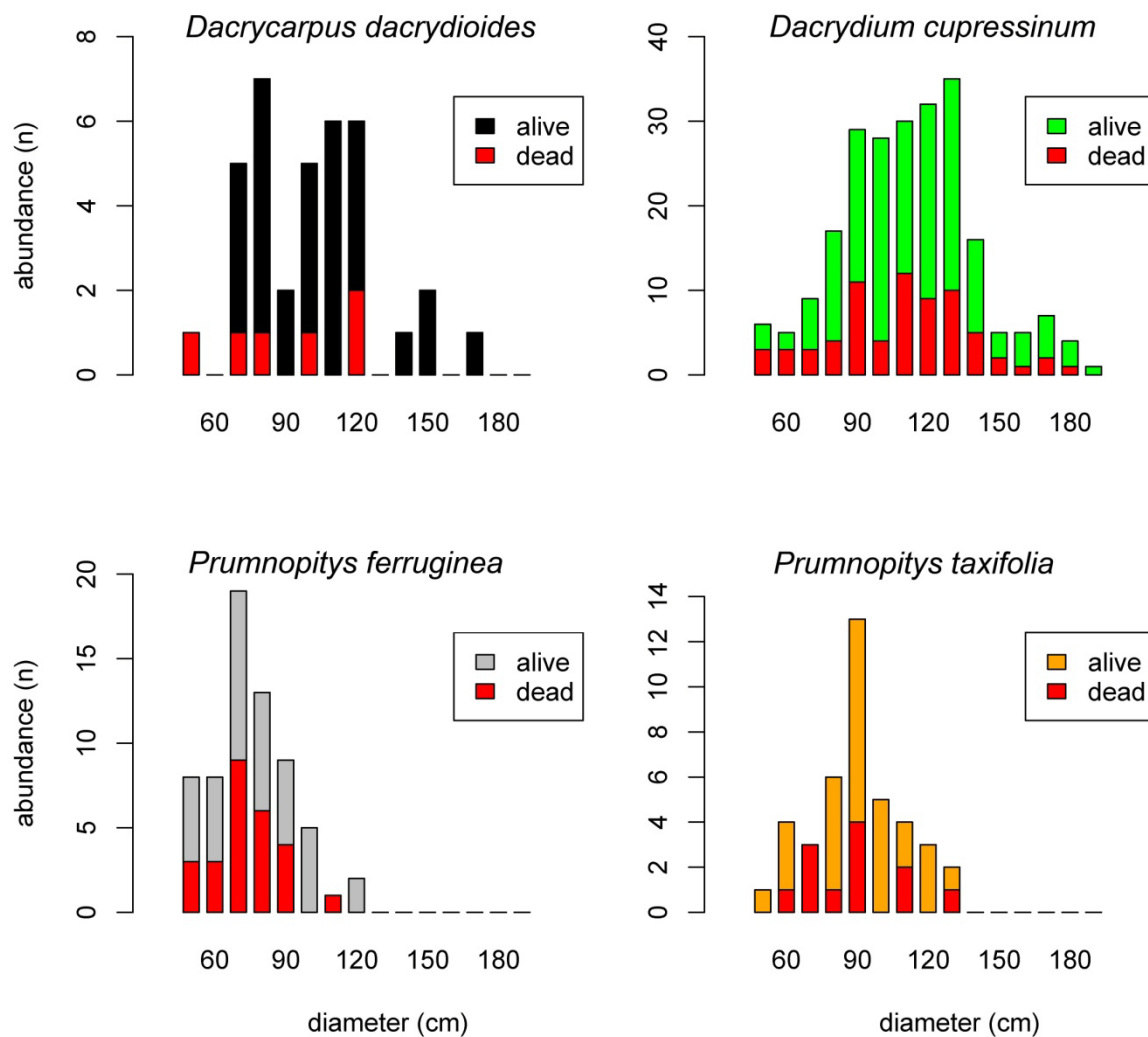 Dacrycarpus dacrydioides
abundance (n)
8
6
4
2
0
alive
dead
60 90 120 150 180
Dacrydium cupressinum
40
30
20
10
0
alive
dead
60 90 120 150 180
Prumnopitys ferruginea
abundance (n)
20
15
10
5
0
alive
dead
60 90 120 150 180
diameter (cm)
Prumnopitys taxifolia
14
12
10
8
6
4
2
0
alive
dead
60 90 120 150 180
diameter (cm)